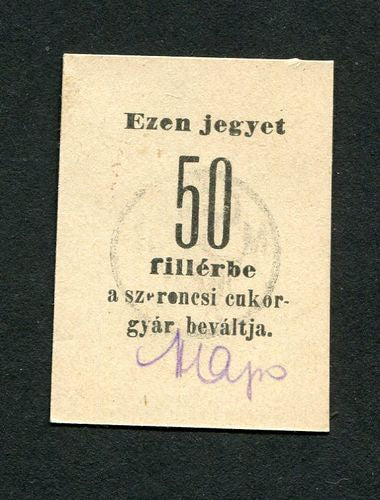 Ezen jegyet
50
fillérbe
a szerencsi cukor-
gyár beváltja.